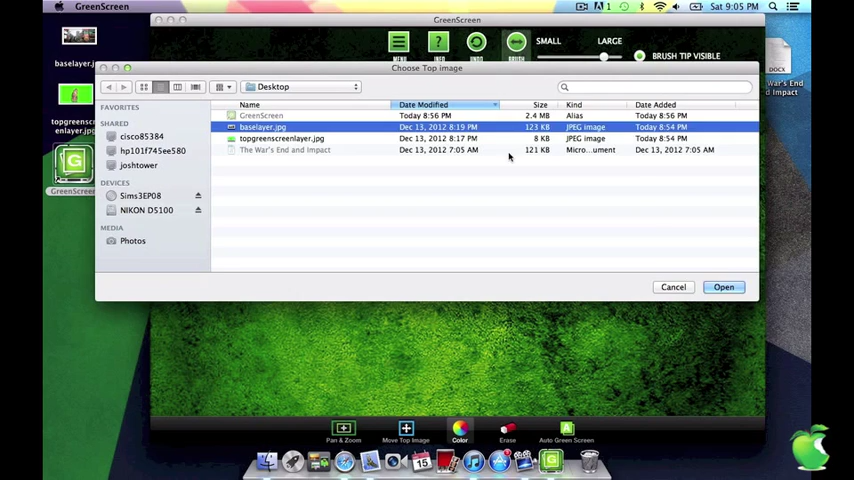 GreenScreen
Sat 9:05 PM
GreenScreen
MENU
INFO
UNDO
BRUSH
SMALL
LARGE
BRUSH TIP VISIBLE
Choose Top image
Desktop
FAVORITES
SHARED
cisco85384
hp101f745ee580
joshtower
DEVICES
Sims3EP08
NIKON D5100
MEDIA
Photos
Name Date Modified Size Kind Date Added
GreenScreen Today 8:56 PM 2.4 MB Alias Today 8:56 PM
baselayer.jpg Dec 13, 2012 8:19 PM 123 KB JPEG image Today 8:54 PM
topgreenscreenlayer.jpg Dec 13, 2012 8:17 PM 8 KB JPEG image Today 8:54 PM
The War's End and Impact Dec 13, 2012 7:05 AM 121 KB Micro...ument Dec 13, 2012 7:05 AM
Cancel
Open
topgreenscreen
enlayer.jpg
GreenScreen
DOCX
War's End
d Impact
Pan & Zoom
Move Top Image
Color
Erase
Auto Green Screen
15
G